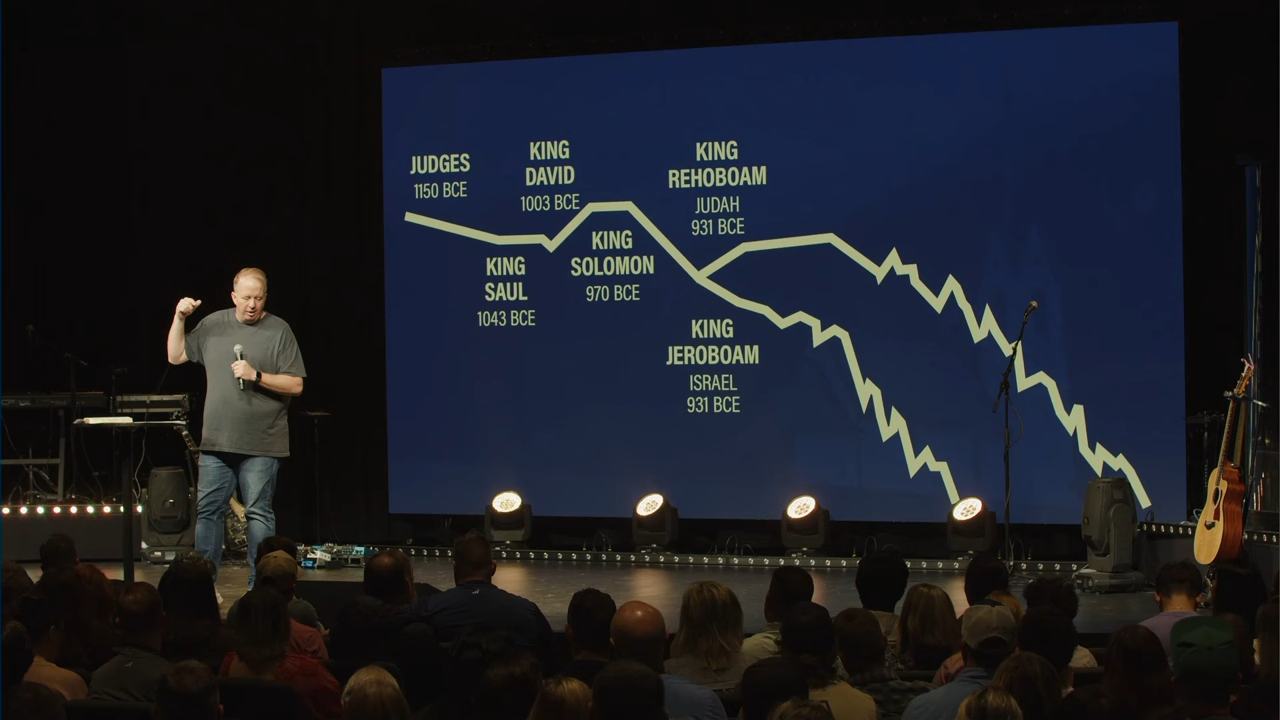 JUDGES
1150 BCE
KING
DAVID
1003 BCE
KING
REHOBOAM
JUDAH
931 BCE
KING
SAUL
1043 BCE
KING
SOLOMON
970 BCE
KING
JEROBOAM
ISRAEL
931 BCE